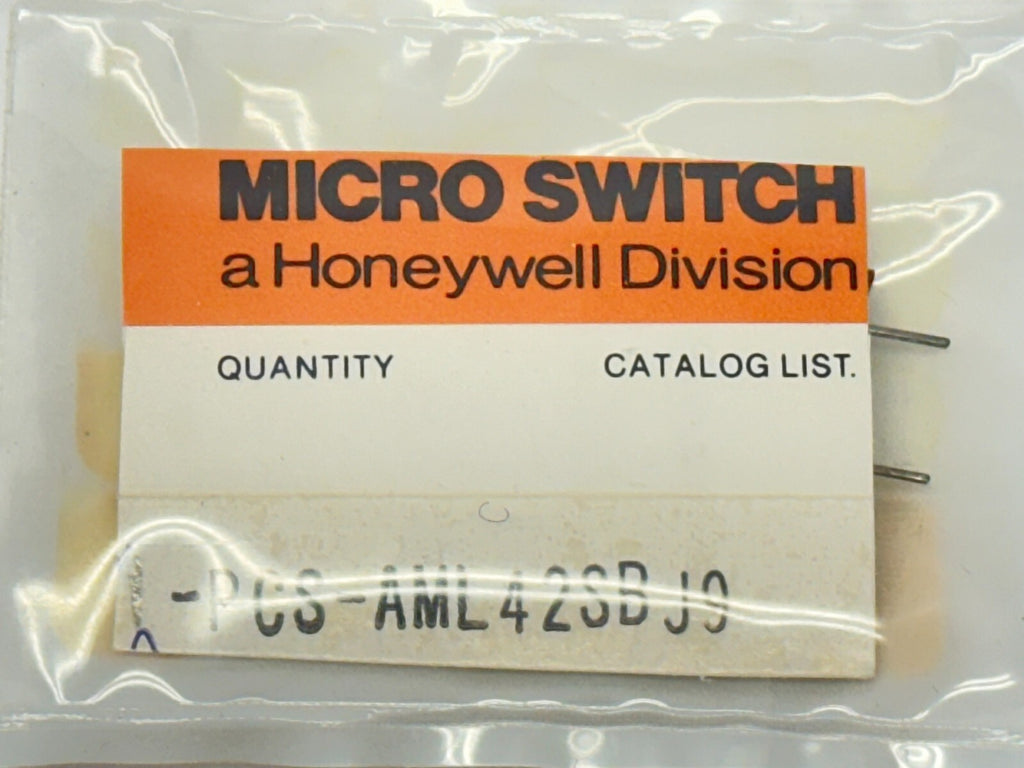 MICRO SWITCH
a Honeywell Division
QUANTITY CATALOG LIST.
-PCS-AML42SBJ9